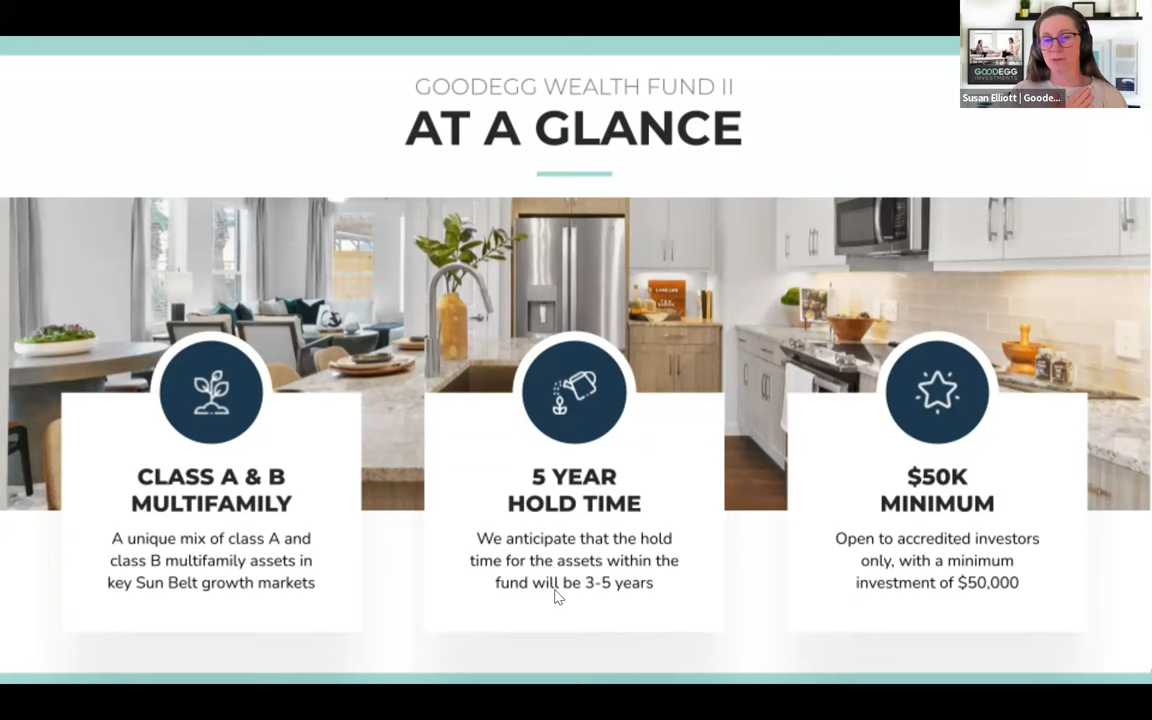 GOODEGG WEALTH FUND II
AT A GLANCE
GOODEGG
INVESTMENTS
Susan Elliott | Goode...
CLASS A & B
MULTIFAMILY
A unique mix of class A and
class B multifamily assets in
key Sun Belt growth markets
5 YEAR
HOLD TIME
We anticipate that the hold
time for the assets within the
fund will be 3-5 years
$50K
MINIMUM
Open to accredited investors
only, with a minimum
investment of $50,000